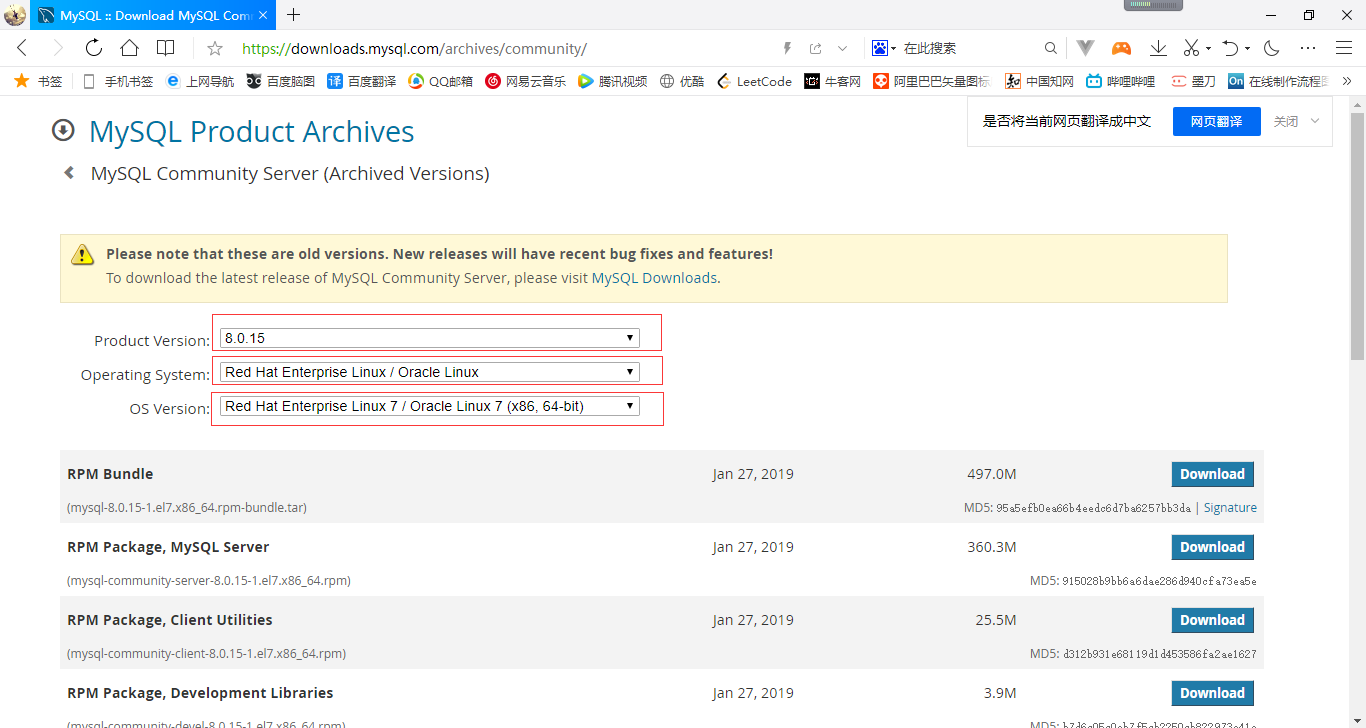 MySQL :: Download MySQL Com
https://downloads.mysql.com/archives/community/
在此搜索
书签 手机书签 上网导航 百度脑图 百度翻译 QQ邮箱 网易云音乐 腾讯视频 优酷 LeetCode 牛客网 阿里巴巴矢量图标 中国知网 哔哩哔哩 墨刀 在线制作流程图
MySQL Product Archives
是否将当前网页翻译成中文 网页翻译 关闭
MySQL Community Server (Archived Versions)
Please note that these are old versions. New releases will have recent bug fixes and features!
To download the latest release of MySQL Community Server, please visit MySQL Downloads.
Product Version: 8.0.15
Operating System: Red Hat Enterprise Linux / Oracle Linux
OS Version: Red Hat Enterprise Linux 7 / Oracle Linux 7 (x86, 64-bit)
RPM Bundle Jan 27, 2019 497.0M Download
(mysql-8.0.15-1.el7.x86_64.rpm-bundle.tar) MD5: 95a5efb0ea66b4eedc6d7ba6257bb3da | Signature
RPM Package, MySQL Server Jan 27, 2019 360.3M Download
(mysql-community-server-8.0.15-1.el7.x86_64.rpm) MD5: 915028b9bb6a6dae286d940cfa73ea5e
RPM Package, Client Utilities Jan 27, 2019 25.5M Download
(mysql-community-client-8.0.15-1.el7.x86_64.rpm) MD5: d312b931e68119d1d453586fa2ae1627
RPM Package, Development Libraries Jan 27, 2019 3.9M Download
(mysql-community-devel-8.0.15-1.el7.x86_64.rpm) MD5: